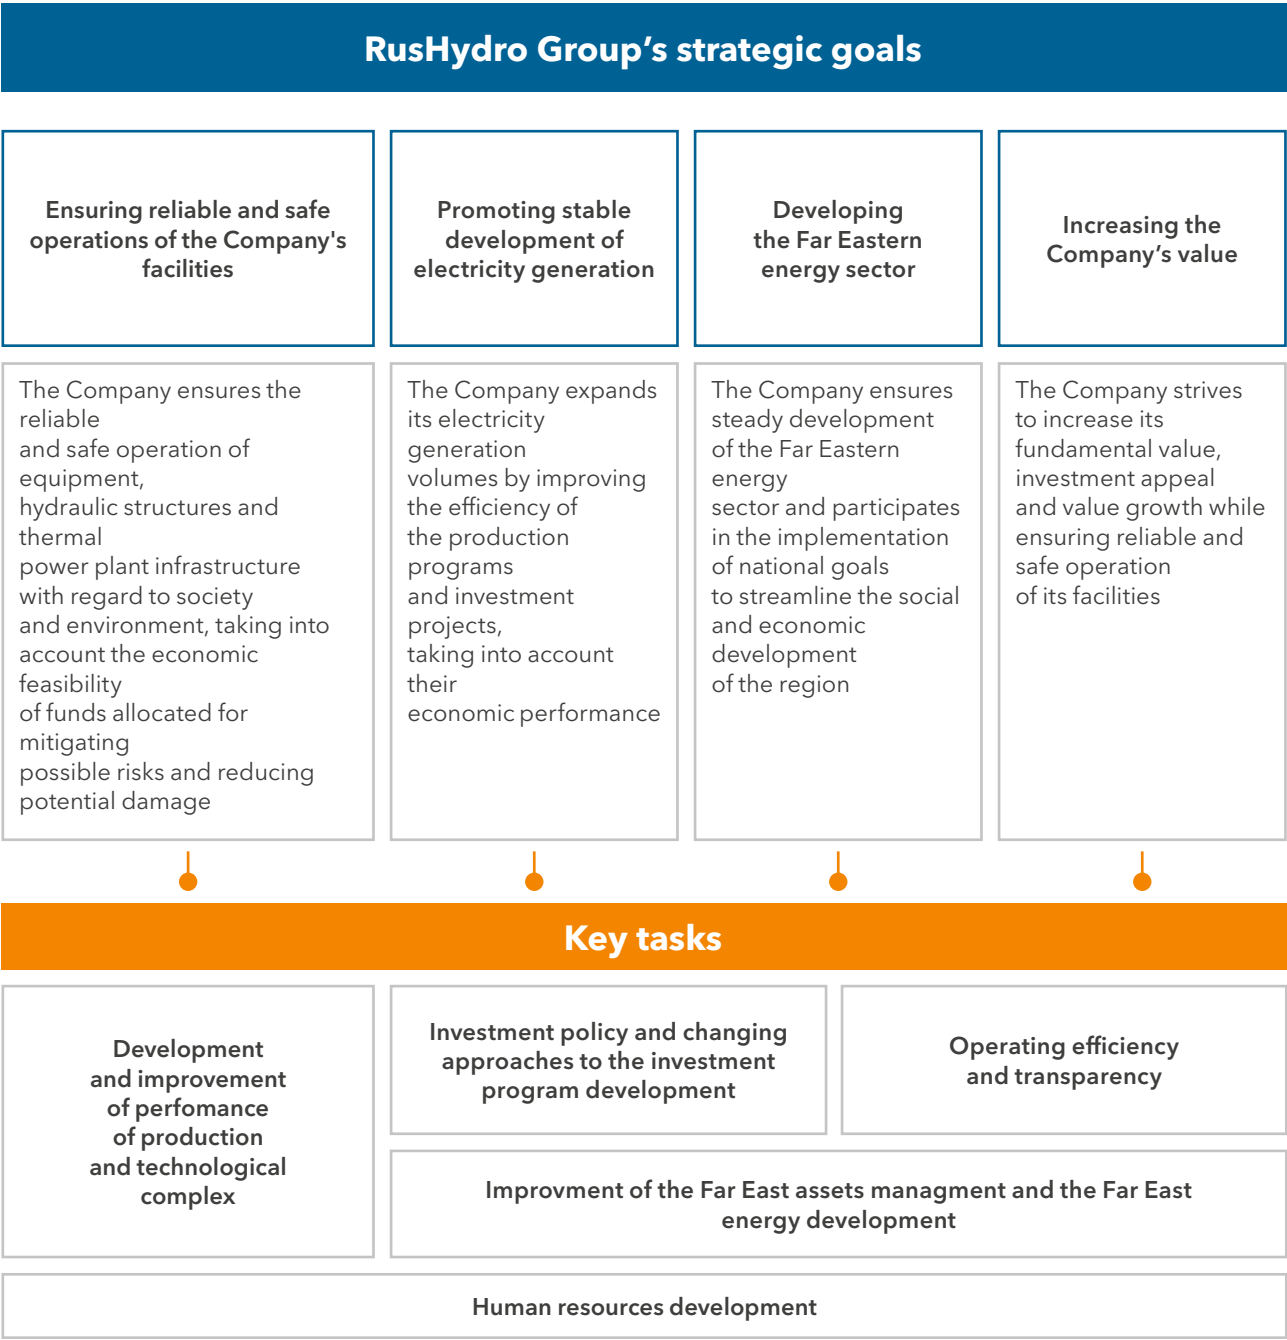 RusHydro Group’s strategic goals
Ensuring reliable and safe
operations of the Company's
facilities
Promoting stable
development of
electricity generation
Developing
the Far Eastern
energy sector
Increasing the
Company’s value
The Company ensures the
reliable
and safe operation of
equipment,
hydraulic structures and
thermal
power plant infrastructure
with regard to society
and environment, taking into
account the economic
feasibility
of funds allocated for
mitigating
possible risks and reducing
potential damage
The Company expands
its electricity
generation
volumes by improving
the efficiency of
the production
programs
and investment
projects,
taking into account
their
economic performance
The Company ensures
steady development
of the Far Eastern
energy
sector and participates
in the implementation
of national goals
to streamline the social
and economic
development
of the region
The Company strives
to increase its
fundamental value,
investment appeal
and value growth while
ensuring reliable and
safe operation
of its facilities
Key tasks
Development
and improvement
of perfomance
of production
and technological
complex
Investment policy and changing
approaches to the investment
program development
Operating efficiency
and transparency
Improvment of the Far East assets managment and the Far East
energy development
Human resources development